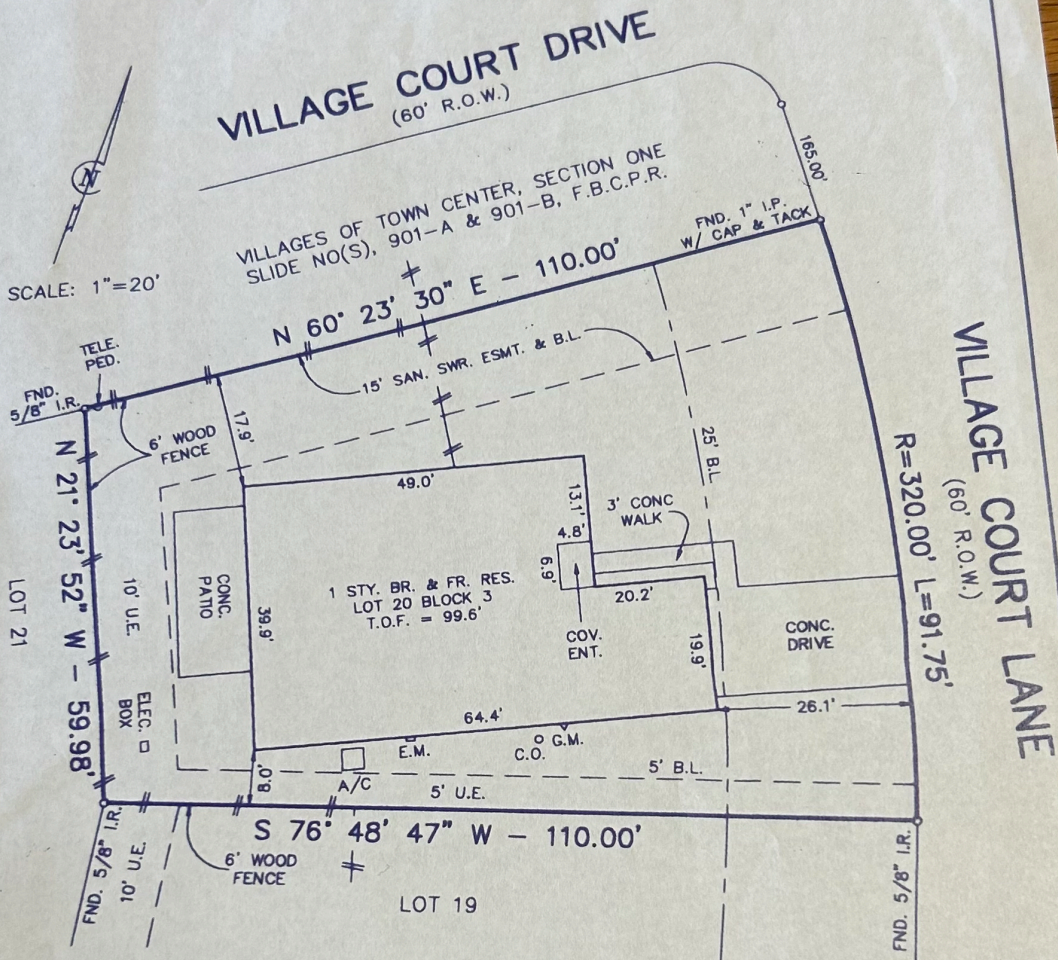 VILLAGE COURT DRIVE
(60' R.O.W.)
165.00'
N
VILLAGES OF TOWN CENTER, SECTION ONE
SLIDE NO(S), 901-A & 901-B, F.B.C.P.R.
FND. 1" I.P.
W/ CAP & TACK
SCALE: 1"=20'
N 60° 23' 30" E - 110.00'
TELE.
PED.
FND.
5/8" I.R.
15' SAN. SWR. ESMT. & B.L.
6' WOOD
FENCE
17.9'
25' B.L.
VILLAGE COURT LANE
(60' R.O.W.)
R=320.00' L=91.75'
N 21° 23' 52" W - 59.98'
LOT 21
49.0'
13.1'
3' CONC
WALK
4.8'
6.9'
10' U.E.
CONC.
PATIO
39.9'
1 STY. BR. & FR. RES.
LOT 20 BLOCK 3
T.O.F. = 99.6'
20.2'
COV.
ENT.
19.9'
CONC.
DRIVE
ELEC.
BOX
64.4'
26.1'
E.M.
C.O.
G.M.
8.0'
A/C
5' B.L.
5' U.E.
S 76° 48' 47" W - 110.00'
FND. 5/8" I.R.
10' U.E.
6' WOOD
FENCE
LOT 19
FND. 5/8" I.R.